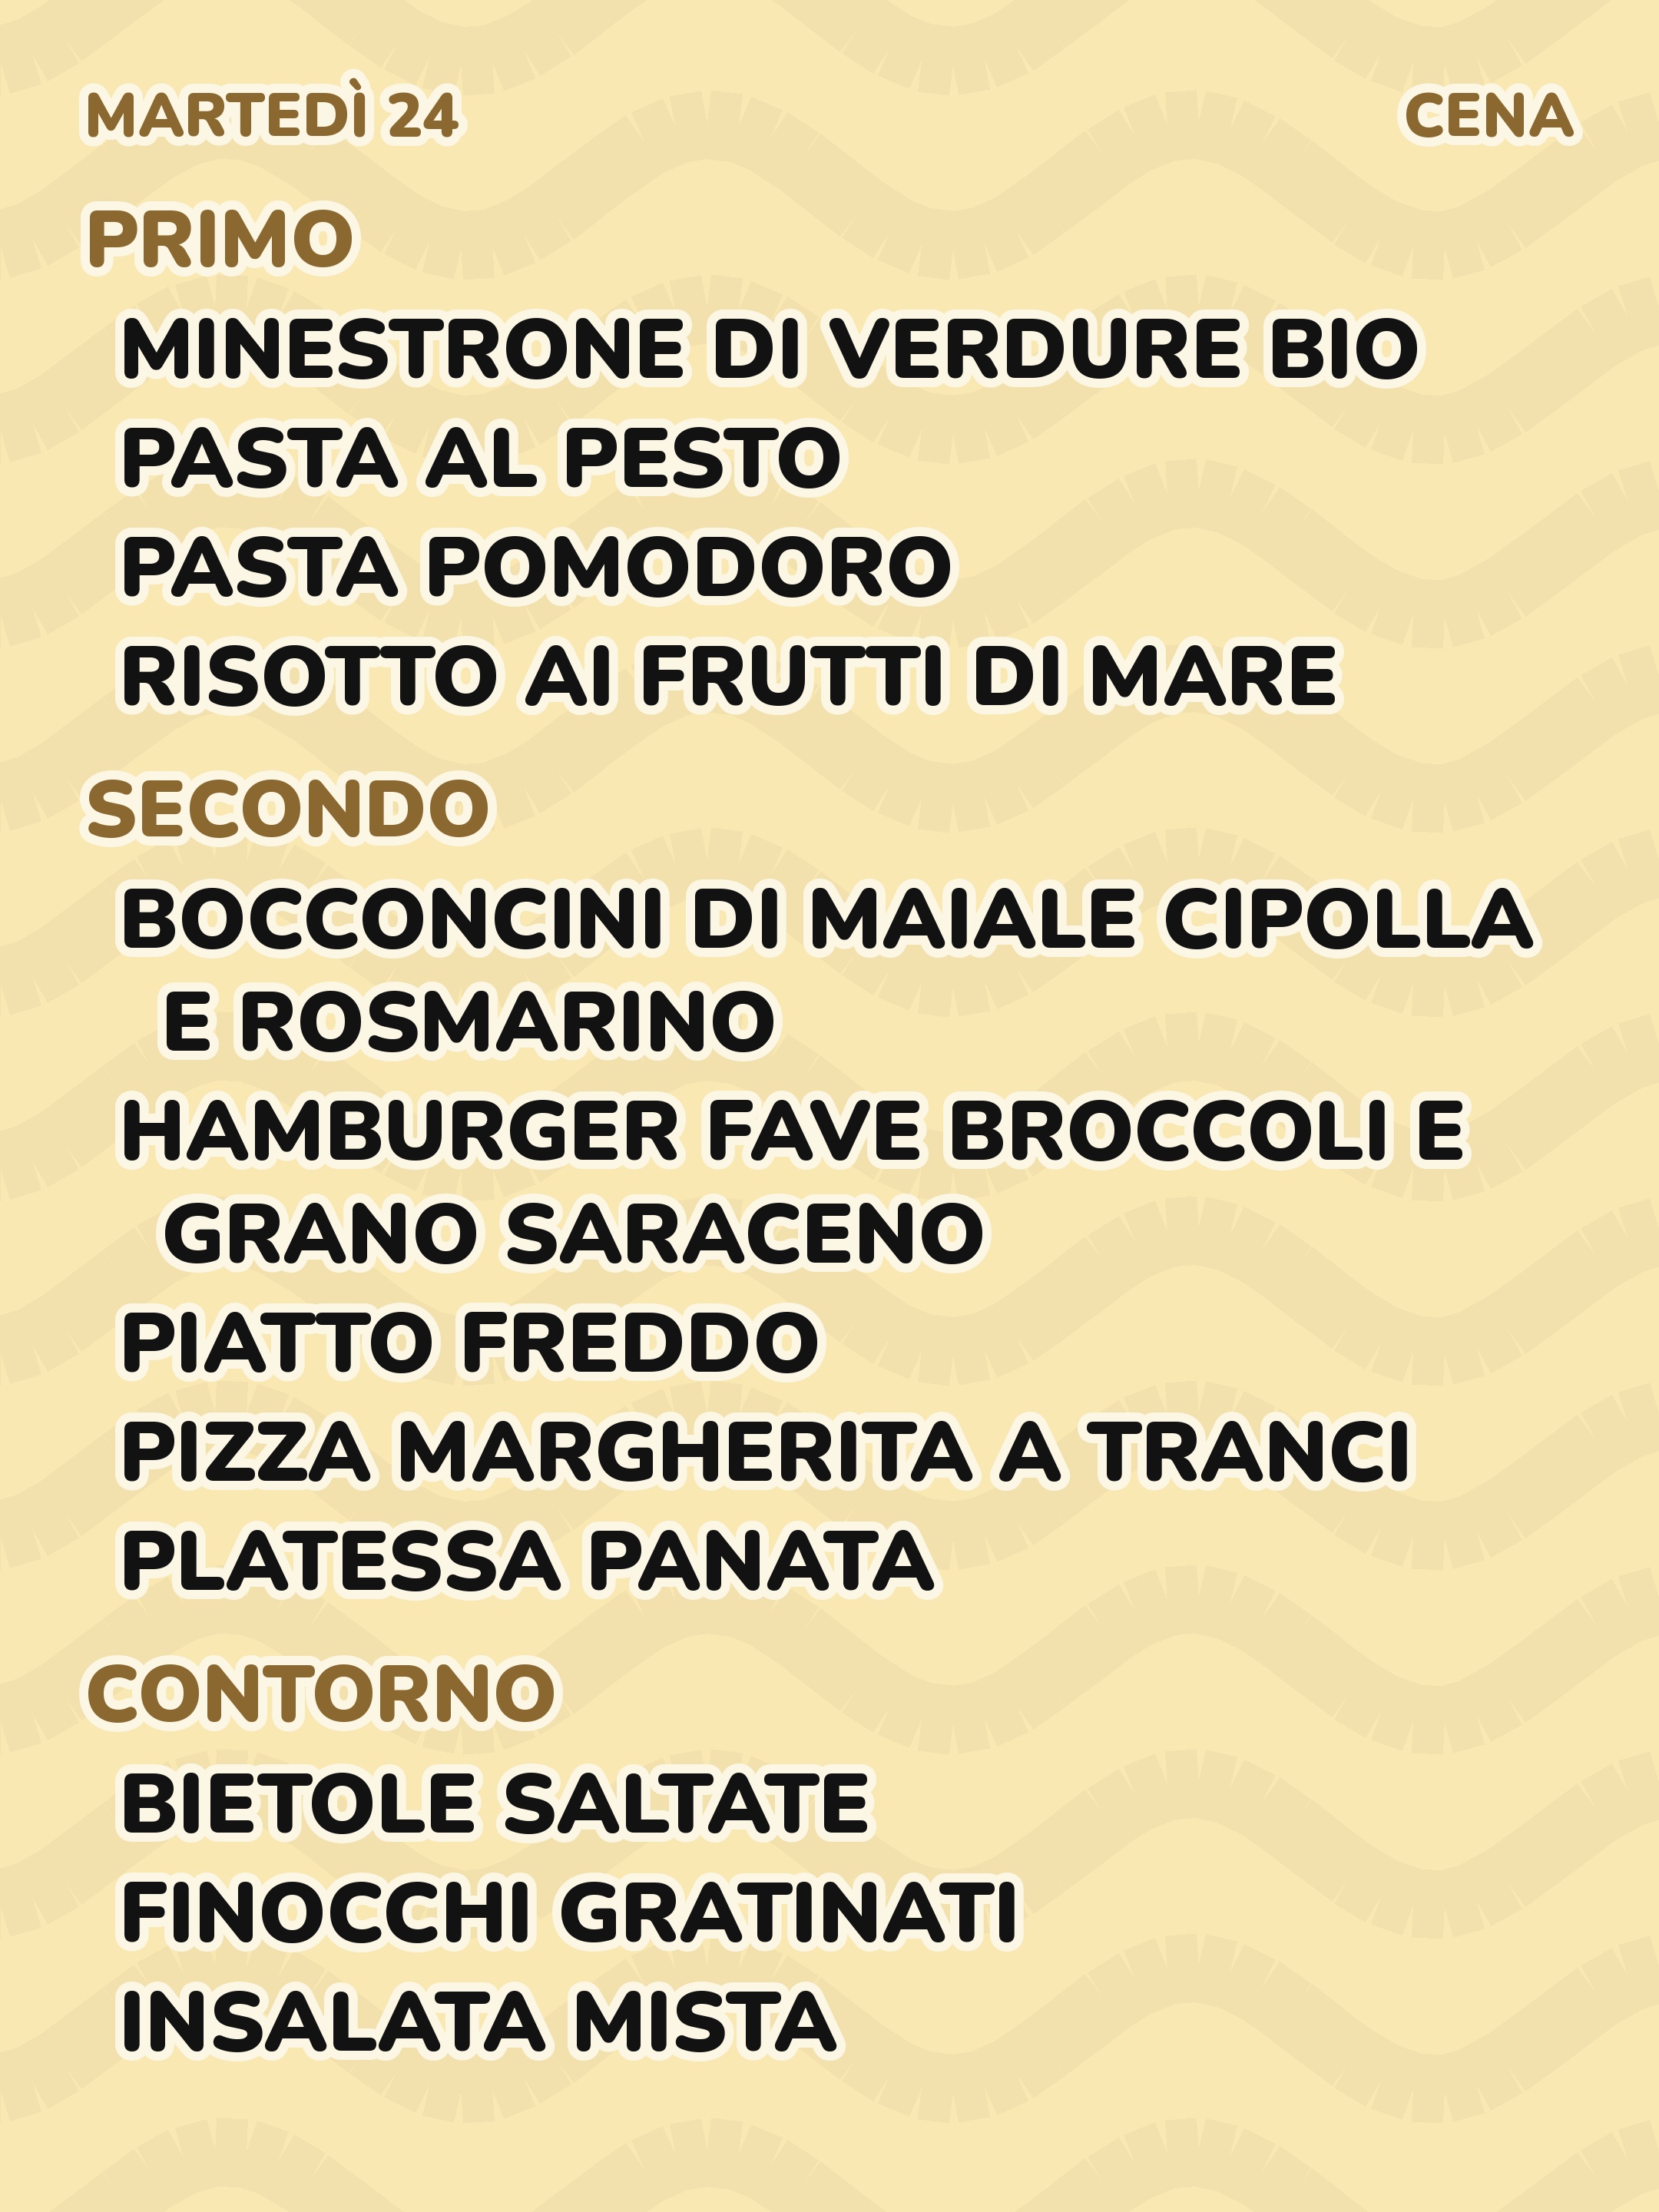 MARTEDÌ 24 CENA
PRIMO
MINESTRONE DI VERDURE BIO
PASTA AL PESTO
PASTA POMODORO
RISOTTO AI FRUTTI DI MARE
SECONDO
BOCCONCINI DI MAIALE CIPOLLA
E ROSMARINO
HAMBURGER FAVE BROCCOLI E
GRANO SARACENO
PIATTO FREDDO
PIZZA MARGHERITA A TRANCI
PLATESSA PANATA
CONTORNO
BIETOLE SALTATE
FINOCCHI GRATINATI
INSALATA MISTA